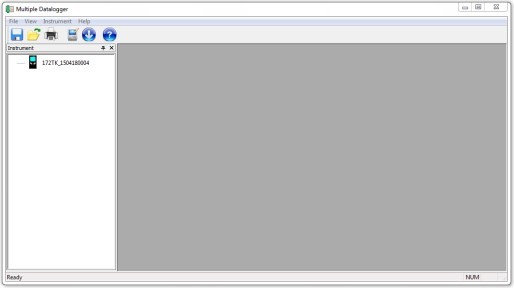 Multiple Datalogger
File View Instrument Help
?
Instrument
172TK_1504180004
Ready
NUM